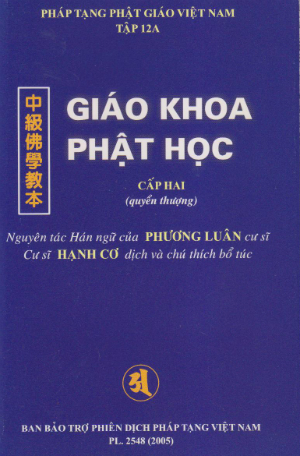 PHÁP TẠNG PHẬT GIÁO VIỆT NAM
TẬP 12A
中級佛學教本
GIÁO KHOA
PHẬT HỌC
CẤP HAI
(quyển thượng)
Nguyên tác Hán ngữ của PHƯƠNG LUÂN cư sĩ
Cư sĩ HẠNH CƠ dịch và chú thích bổ túc
BAN BẢO TRỢ PHIÊN DỊCH PHÁP TẠNG VIỆT NAM
PL. 2548 (2005)